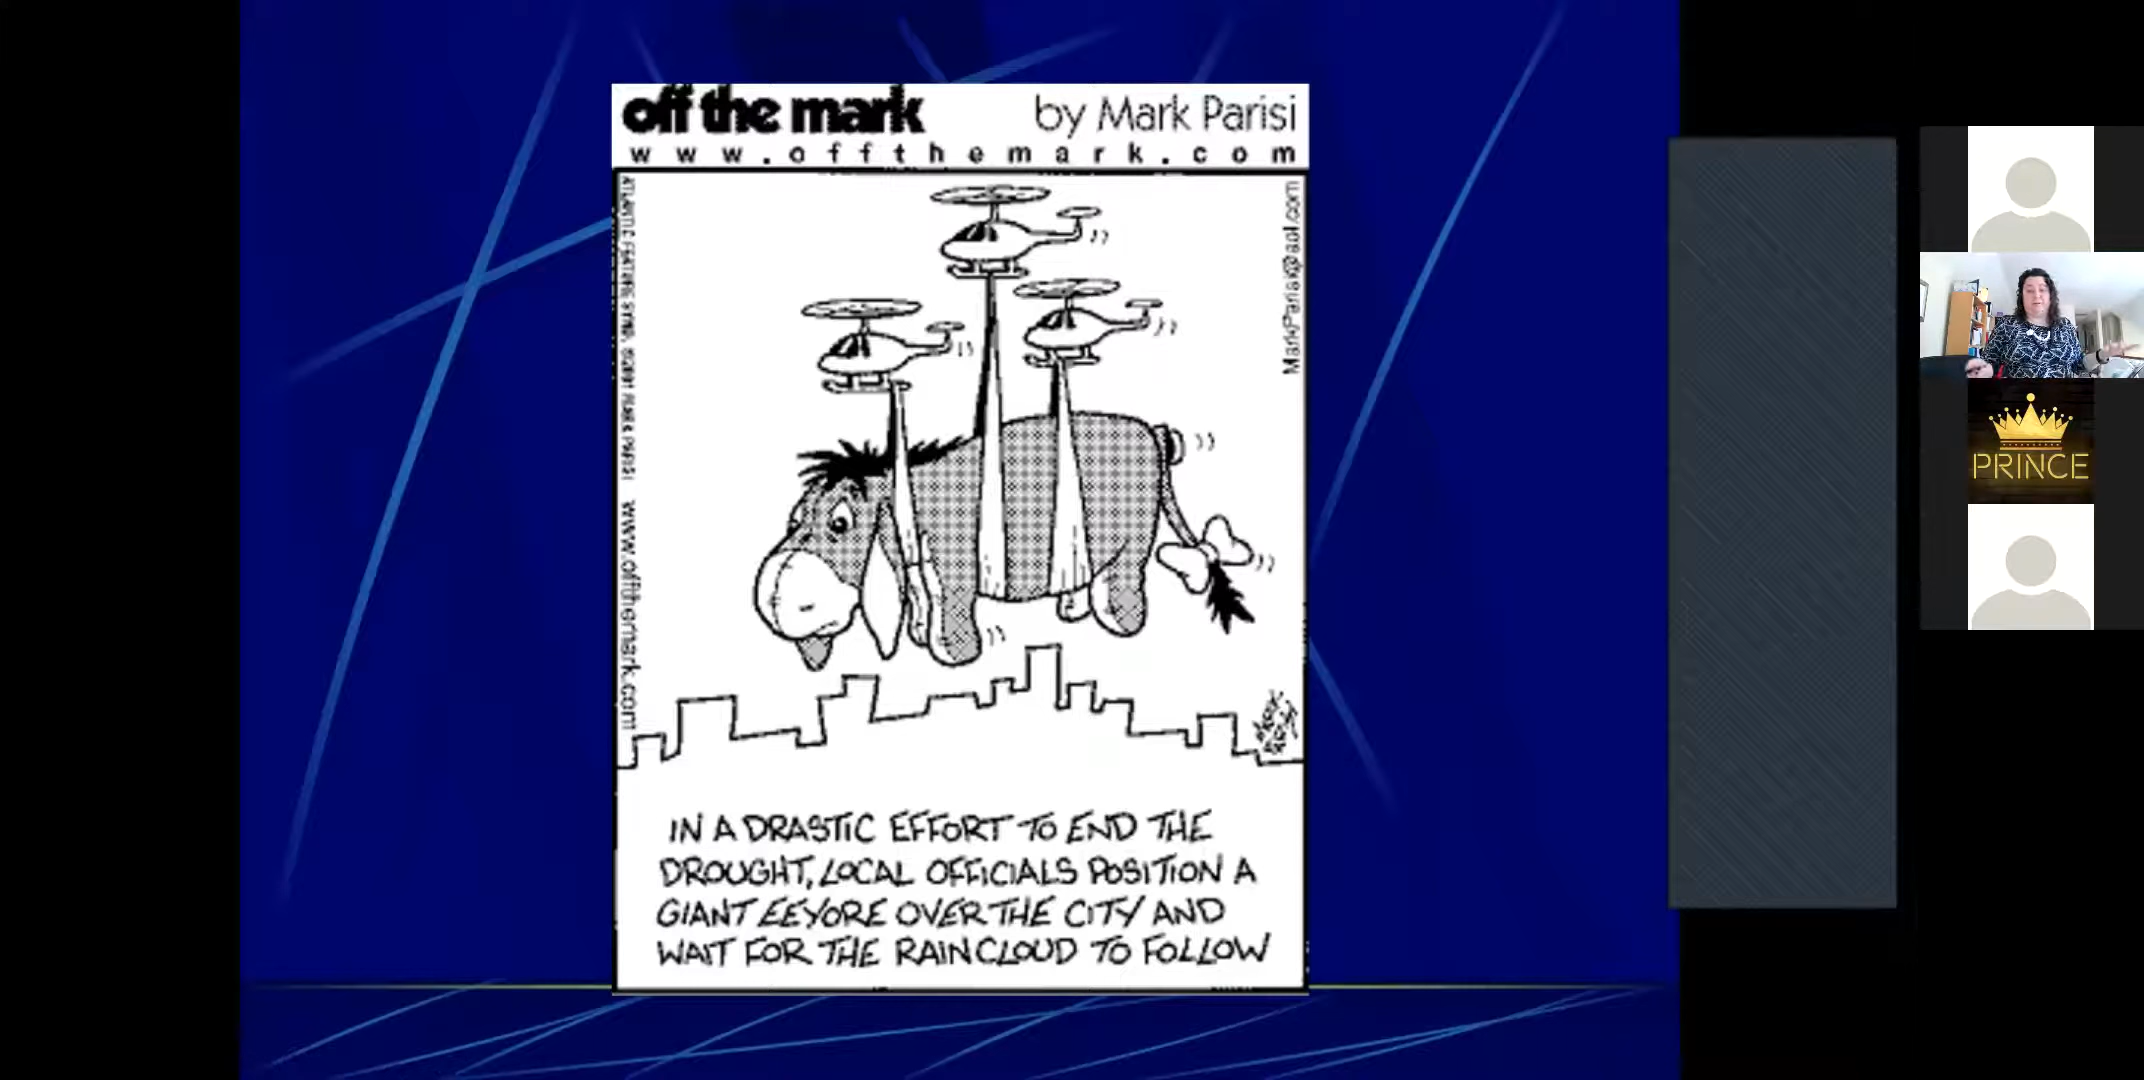 off the mark by Mark Parisi
www.offthemark.com
MarkParisi@aol.com
www.offthemark.com
IN A DRASTIC EFFORT TO END THE
DROUGHT, LOCAL OFFICIALS POSITION A
GIANT EEYORE OVER THE CITY AND
WAIT FOR THE RAINCLOUD TO FOLLOW
PRINCE